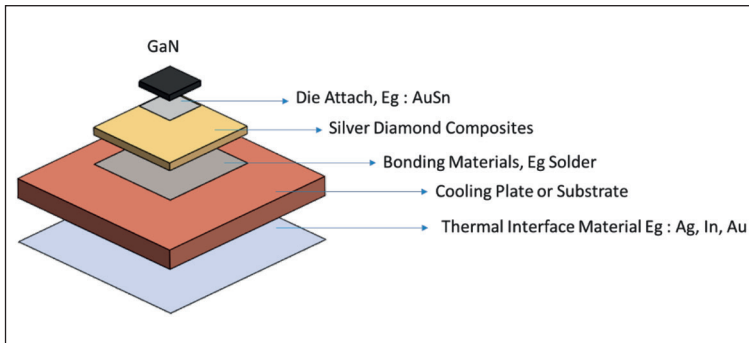 GaN
Die Attach, Eg : AuSn
Silver Diamond Composites
Bonding Materials, Eg Solder
Cooling Plate or Substrate
Thermal Interface Material Eg : Ag, In, Au